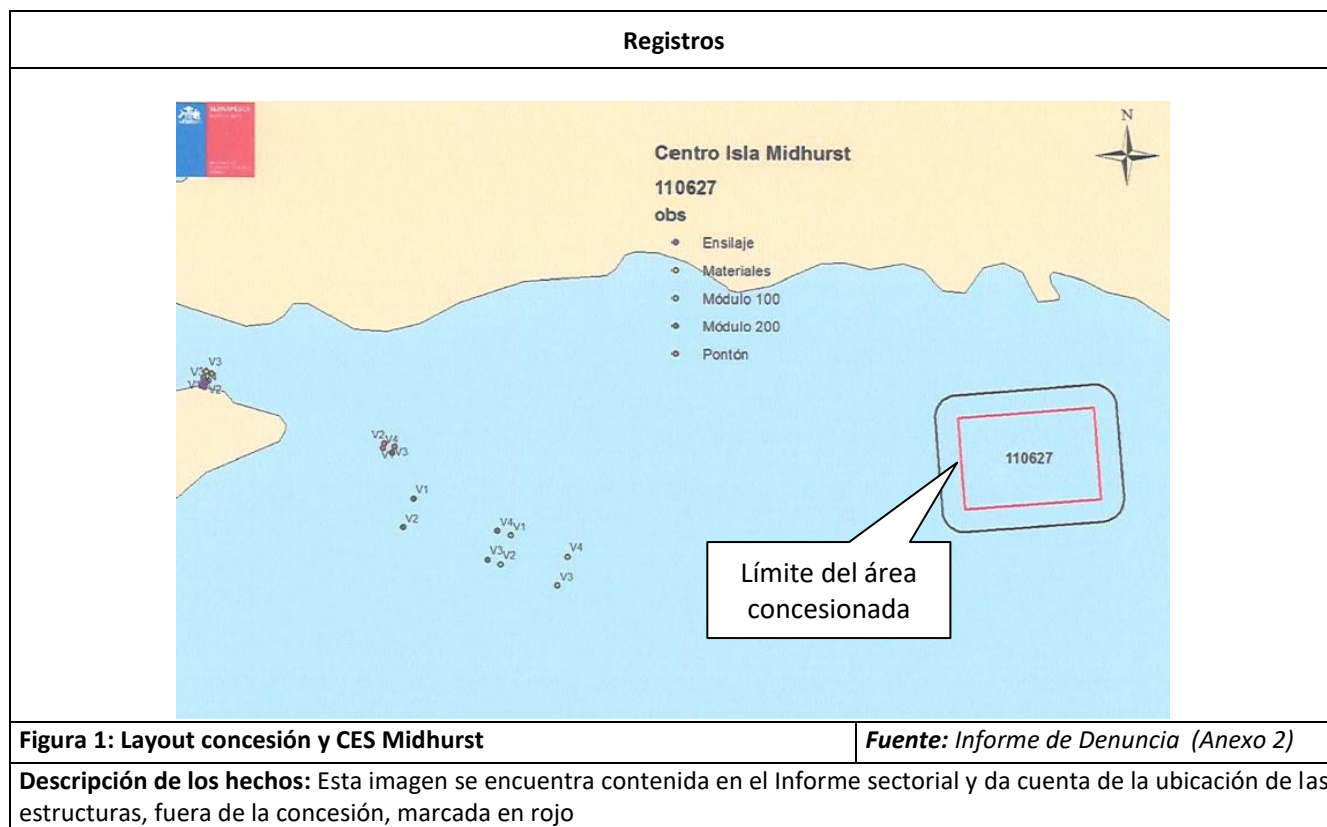 Registros
SERNAPESCA
N
Centro Isla Midhurst
110627
obs
Ensilaje
Materiales
Módulo 100
Módulo 200
Pontón
V3
V2
V2
V4
V3
V1
V2
V4
V1
V3
V2
V4
V3
110627
Límite del área
concesionada
Figura 1: Layout concesión y CES Midhurst
Fuente: Informe de Denuncia (Anexo 2)
Descripción de los hechos: Esta imagen se encuentra contenida en el Informe sectorial y da cuenta de la ubicación de las
estructuras, fuera de la concesión, marcada en rojo